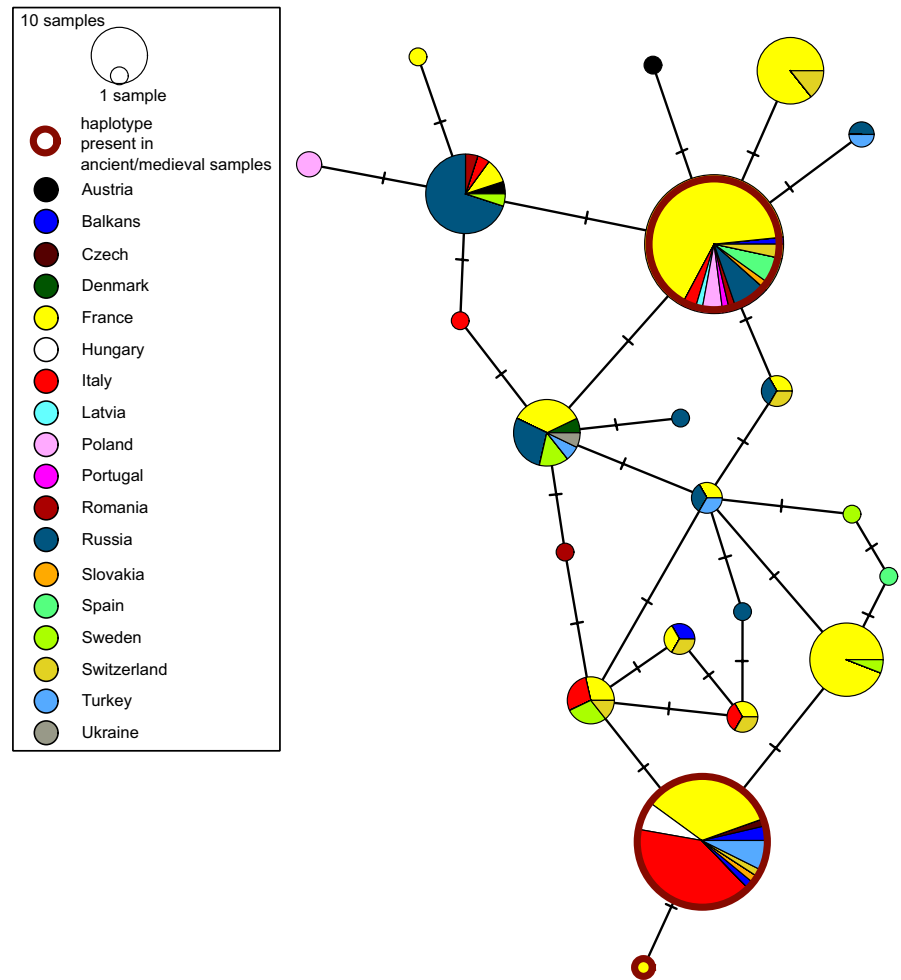 10 samples
1 sample
haplotype
present in
ancient/medieval samples
Austria
Balkans
Czech
Denmark
France
Hungary
Italy
Latvia
Poland
Portugal
Romania
Russia
Slovakia
Spain
Sweden
Switzerland
Turkey
Ukraine